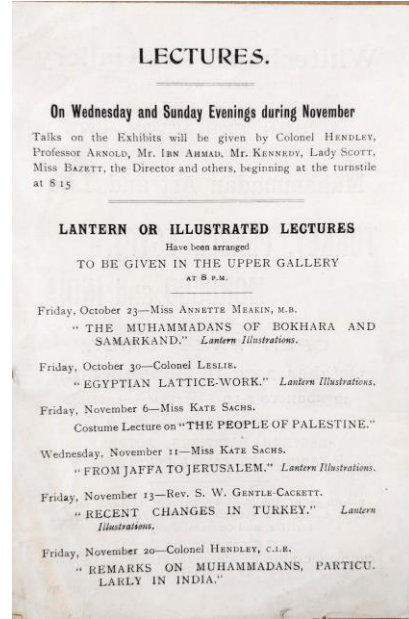 LECTURES.
On Wednesday and Sunday Evenings during November
Talks on the Exhibits will be given by Colonel HENDLEY,
Professor ARNOLD, Mr. IBN AHMAD, Mr. KENNEDY, Lady SCOTT,
Miss BAZETT, the Director and others, beginning at the turnstile
at 8 15
LANTERN OR ILLUSTRATED LECTURES
Have been arranged
TO BE GIVEN IN THE UPPER GALLERY
AT 8 P.M.
Friday, October 23—Miss ANNETTE MEAKIN, M.B.
“ THE MUHAMMADANS OF BOKHARA AND
SAMARKAND.” Lantern Illustrations.
Friday, October 30—Colonel LESLIE.
“ EGYPTIAN LATTICE-WORK.” Lantern Illustrations.
Friday, November 6—Miss KATE SACHS.
Costume Lecture on “THE PEOPLE OF PALESTINE.”
Wednesday, November 11—Miss KATE SACHS.
“ FROM JAFFA TO JERUSALEM.” Lantern Illustrations.
Friday, November 13—Rev. S. W. GENTLE-CACKETT.
“ RECENT CHANGES IN TURKEY.” Lantern
Illustrations.
Friday, November 20—Colonel HENDLEY, C.I.E.
“ REMARKS ON MUHAMMADANS, PARTICU.
LARLY IN INDIA.”